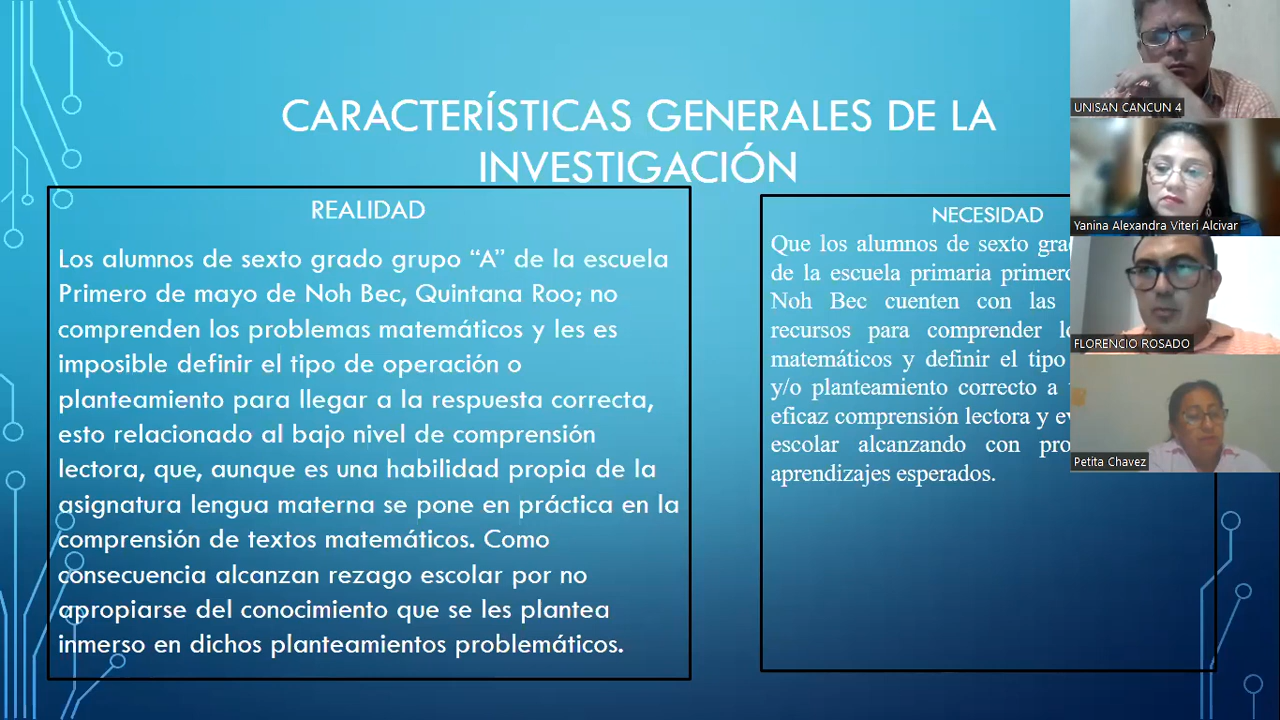 CARACTERÍSTICAS GENERALES DE LA
INVESTIGACIÓN
REALIDAD
Los alumnos de sexto grado grupo “A” de la escuela
Primero de mayo de Noh Bec, Quintana Roo; no
comprenden los problemas matemáticos y les es
imposible definir el tipo de operación o
planteamiento para llegar a la respuesta correcta,
esto relacionado al bajo nivel de comprensión
lectora, que, aunque es una habilidad propia de la
asignatura lengua materna se pone en práctica en la
comprensión de textos matemáticos. Como
consecuencia alcanzan rezago escolar por no
apropiarse del conocimiento que se les plantea
inmerso en dichos planteamientos problemáticos.
NECESIDAD
Que los alumnos de sexto
de la escuela primaria primero
Noh Bec cuenten con las
recursos para comprender
matemáticos y definir el tipo
y/o planteamiento correcto a
eficaz comprensión lectora y
escolar alcanzando con
aprendizajes esperados.
UNISAN CANCUN 4
Yanina Alexandra Viteri Alcivar
FLORENCIO ROSADO
Petita Chavez